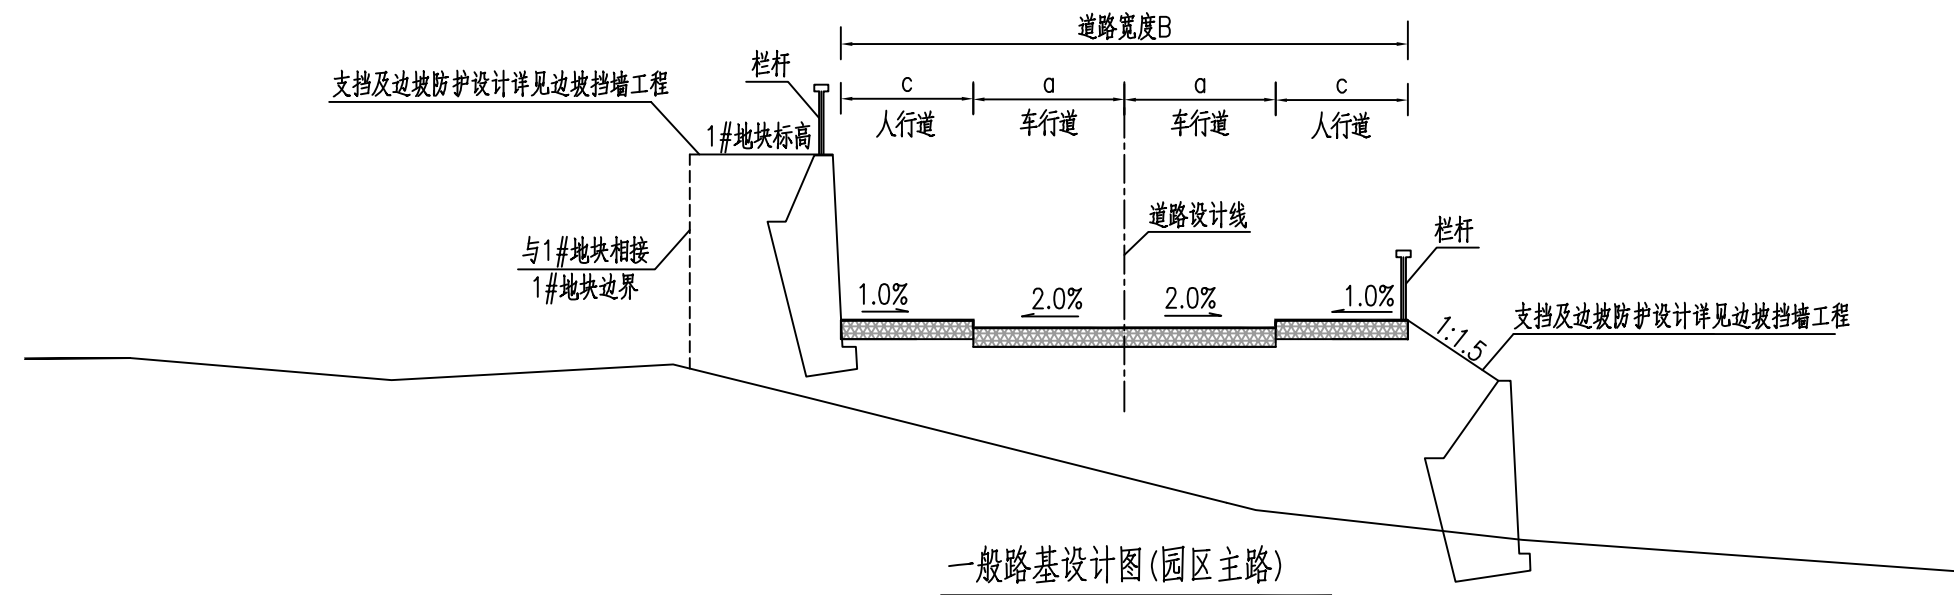 道路宽度B
栏杆
支挡及边坡防护设计详见边坡挡墙工程
c
a
a
c
人行道
车行道
车行道
人行道
1#地块标高
道路设计线
栏杆
与1#地块相接
1#地块边界
1.0%
2.0%
2.0%
1.0%
1:1.5
支挡及边坡防护设计详见边坡挡墙工程
一般路基设计图(园区主路)